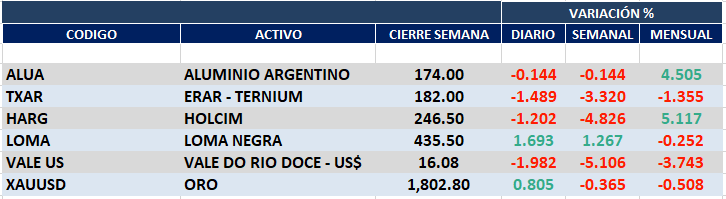 VARIACIÓN %
CODIGO ACTIVO CIERRE SEMANA DIARIO SEMANAL MENSUAL
ALUA ALUMINIO ARGENTINO 174.00 -0.144 -0.144 4.505
TXAR ERAR - TERNIUM 182.00 -1.489 -3.320 -1.355
HARG HOLCIM 246.50 -1.202 -4.826 5.117
LOMA LOMA NEGRA 435.50 1.693 1.267 -0.252
VALE US VALE DO RIO DOCE - US$ 16.08 -1.982 -5.106 -3.743
XAUUSD ORO 1,802.80 0.805 -0.365 -0.508